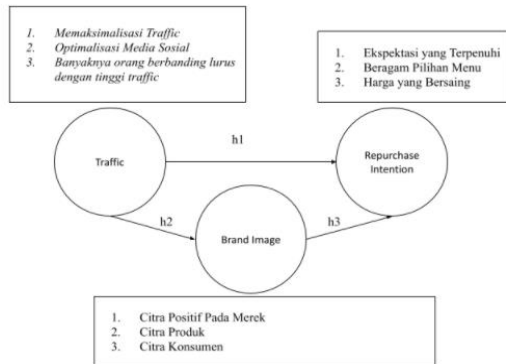 1. Memaksimalisasi Traffic
2. Optimalisasi Media Sosial
3. Banyaknya orang berbanding lurus
dengan tinggi traffic
1. Ekspektasi yang Terpenuhi
2. Beragam Pilihan Menu
3. Harga yang Bersaing
Traffic
h1
Repurchase
Intention
h2
Brand Image
h3
1. Citra Positif Pada Merek
2. Citra Produk
3. Citra Konsumen